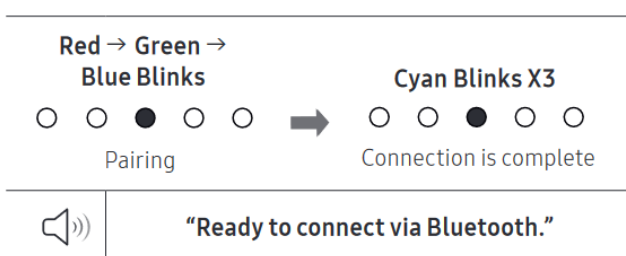 Red → Green →
Blue Blinks
Pairing
Cyan Blinks X3
Connection is complete
“Ready to connect via Bluetooth.”